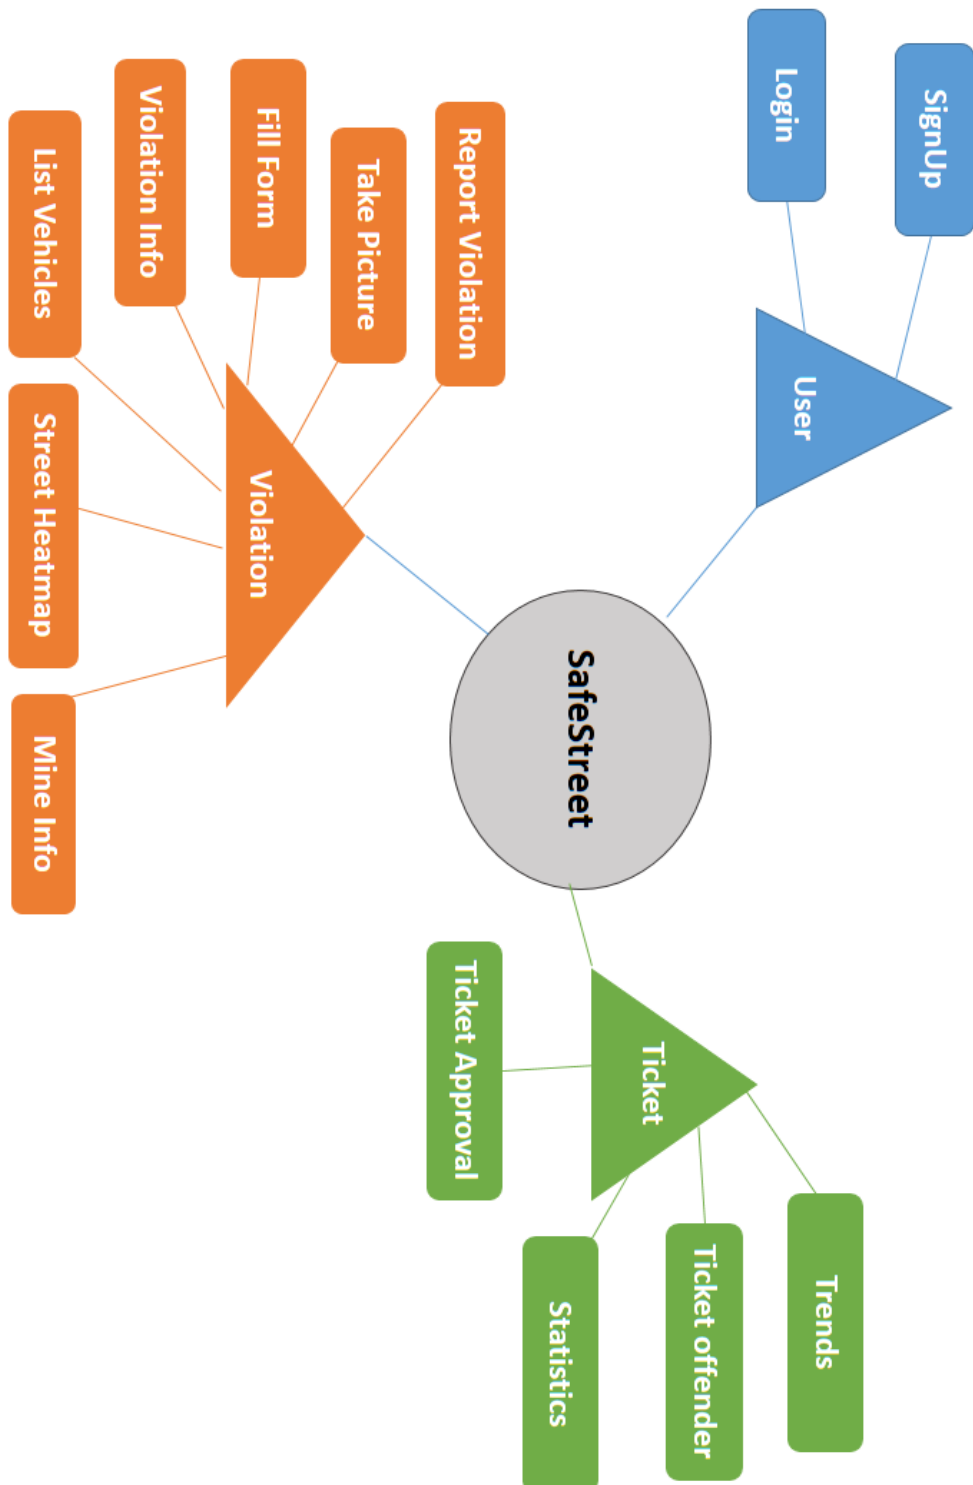 SignUp
Login
User
Report Violation
Take Picture
Fill Form
Violation Info
List Vehicles
Street Heatmap
Mine Info
Violation
SafeStreet
Ticket
Trends
Ticket offender
Statistics
Ticket Approval